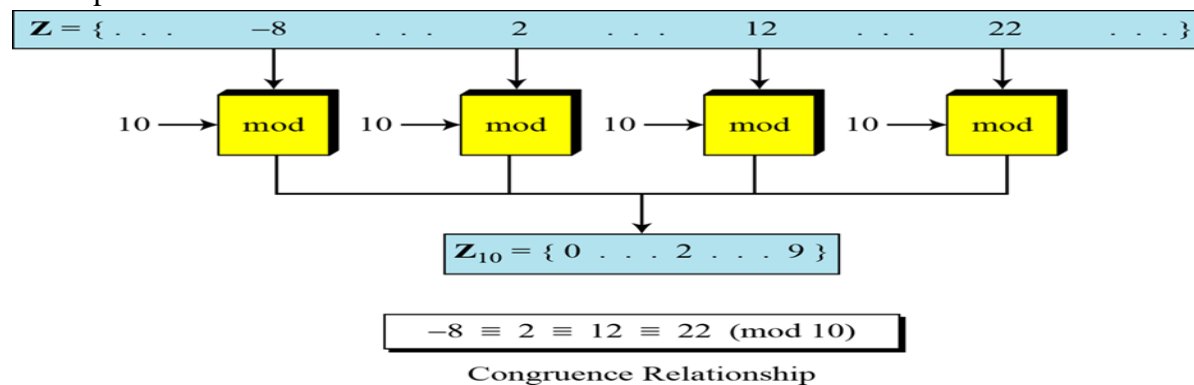 Z = { . . . –8 . . . 2 . . . 12 . . . 22 . . . }
10 mod 10 mod 10 mod 10 mod
Z10 = { 0 . . . 2 . . . 9 }
–8 ≡ 2 ≡ 12 ≡ 22 (mod 10)
Congruence Relationship